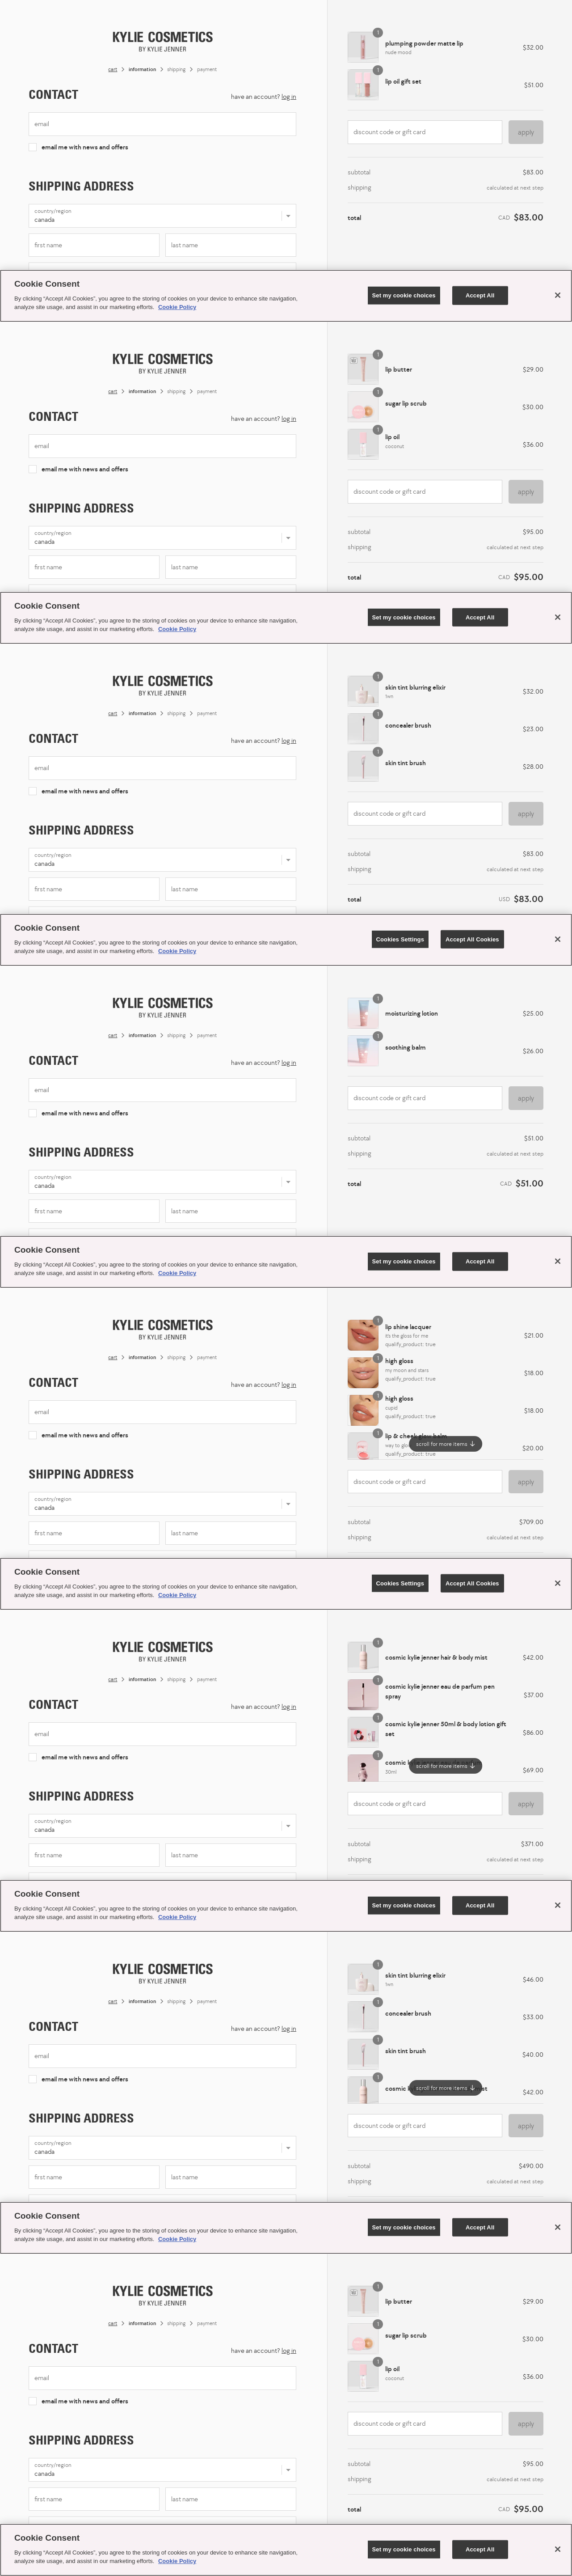 KYLIE COSMETICS
BY KYLIE JENNER
cart > information > shipping > payment
CONTACT
have an account? log in
email
email me with news and offers
SHIPPING ADDRESS
country/region
canada
first name
last name
1
plumping powder matte lip
nude mood
$32.00
1
lip oil gift set
$51.00
discount code or gift card
apply
subtotal
$83.00
shipping
calculated at next step
total
CAD $83.00
Cookie Consent
By clicking “Accept All Cookies”, you agree to the storing of cookies on your device to enhance site navigation,
analyze site usage, and assist in our marketing efforts. Cookie Policy
Set my cookie choices
Accept All
KYLIE COSMETICS
BY KYLIE JENNER
cart > information > shipping > payment
CONTACT
have an account? log in
email
email me with news and offers
SHIPPING ADDRESS
country/region
canada
first name
last name
1
lip butter
$29.00
1
sugar lip scrub
$30.00
1
lip oil
coconut
$36.00
discount code or gift card
apply
subtotal
$95.00
shipping
calculated at next step
total
CAD $95.00
Cookie Consent
By clicking “Accept All Cookies”, you agree to the storing of cookies on your device to enhance site navigation,
analyze site usage, and assist in our marketing efforts. Cookie Policy
Set my cookie choices
Accept All
KYLIE COSMETICS
BY KYLIE JENNER
cart > information > shipping > payment
CONTACT
have an account? log in
email
email me with news and offers
SHIPPING ADDRESS
country/region
canada
first name
last name
1
skin tint blurring elixir
1wn
$32.00
1
concealer brush
$23.00
1
skin tint brush
$28.00
discount code or gift card
apply
subtotal
$83.00
shipping
calculated at next step
total
USD $83.00
Cookie Consent
By clicking “Accept All Cookies”, you agree to the storing of cookies on your device to enhance site navigation,
analyze site usage, and assist in our marketing efforts. Cookie Policy
Cookies Settings
Accept All Cookies
KYLIE COSMETICS
BY KYLIE JENNER
cart > information > shipping > payment
CONTACT
have an account? log in
email
email me with news and offers
SHIPPING ADDRESS
country/region
canada
first name
last name
1
moisturizing lotion
$25.00
1
soothing balm
$26.00
discount code or gift card
apply
subtotal
$51.00
shipping
calculated at next step
total
CAD $51.00
Cookie Consent
By clicking “Accept All Cookies”, you agree to the storing of cookies on your device to enhance site navigation,
analyze site usage, and assist in our marketing efforts. Cookie Policy
Set my cookie choices
Accept All
KYLIE COSMETICS
BY KYLIE JENNER
cart > information > shipping > payment
CONTACT
have an account? log in
email
email me with news and offers
SHIPPING ADDRESS
country/region
canada
first name
last name
1
lip shine lacquer
it's the gloss for me
qualify_product: true
$21.00
1
high gloss
my moon and stars
qualify_product: true
$18.00
1
high gloss
cupid
qualify_product: true
$18.00
1
lip & cheek glow balm
way to
qualify_product: true
$20.00
scroll for more items ↓
discount code or gift card
apply
subtotal
$709.00
shipping
calculated at next step
Cookie Consent
By clicking “Accept All Cookies”, you agree to the storing of cookies on your device to enhance site navigation,
analyze site usage, and assist in our marketing efforts. Cookie Policy
Cookies Settings
Accept All Cookies
KYLIE COSMETICS
BY KYLIE JENNER
cart > information > shipping > payment
CONTACT
have an account? log in
email
email me with news and offers
SHIPPING ADDRESS
country/region
canada
first name
last name
1
cosmic kylie jenner hair & body mist
$42.00
1
cosmic kylie jenner eau de parfum pen
spray
$37.00
1
cosmic kylie jenner 50ml & body lotion gift
set
$86.00
1
30ml
$69.00
scroll for more items ↓
discount code or gift card
apply
subtotal
$371.00
shipping
calculated at next step
Cookie Consent
By clicking “Accept All Cookies”, you agree to the storing of cookies on your device to enhance site navigation,
analyze site usage, and assist in our marketing efforts. Cookie Policy
Set my cookie choices
Accept All
KYLIE COSMETICS
BY KYLIE JENNER
cart > information > shipping > payment
CONTACT
have an account? log in
email
email me with news and offers
SHIPPING ADDRESS
country/region
canada
first name
last name
1
skin tint blurring elixir
1wn
$46.00
1
concealer brush
$33.00
1
skin tint brush
$40.00
1
$42.00
scroll for more items ↓
discount code or gift card
apply
subtotal
$490.00
shipping
calculated at next step
Cookie Consent
By clicking “Accept All Cookies”, you agree to the storing of cookies on your device to enhance site navigation,
analyze site usage, and assist in our marketing efforts. Cookie Policy
Set my cookie choices
Accept All
KYLIE COSMETICS
BY KYLIE JENNER
cart > information > shipping > payment
CONTACT
have an account? log in
email
email me with news and offers
SHIPPING ADDRESS
country/region
canada
first name
last name
1
lip butter
$29.00
1
sugar lip scrub
$30.00
1
lip oil
coconut
$36.00
discount code or gift card
apply
subtotal
$95.00
shipping
calculated at next step
total
CAD $95.00
Cookie Consent
By clicking “Accept All Cookies”, you agree to the storing of cookies on your device to enhance site navigation,
analyze site usage, and assist in our marketing efforts. Cookie Policy
Set my cookie choices
Accept All